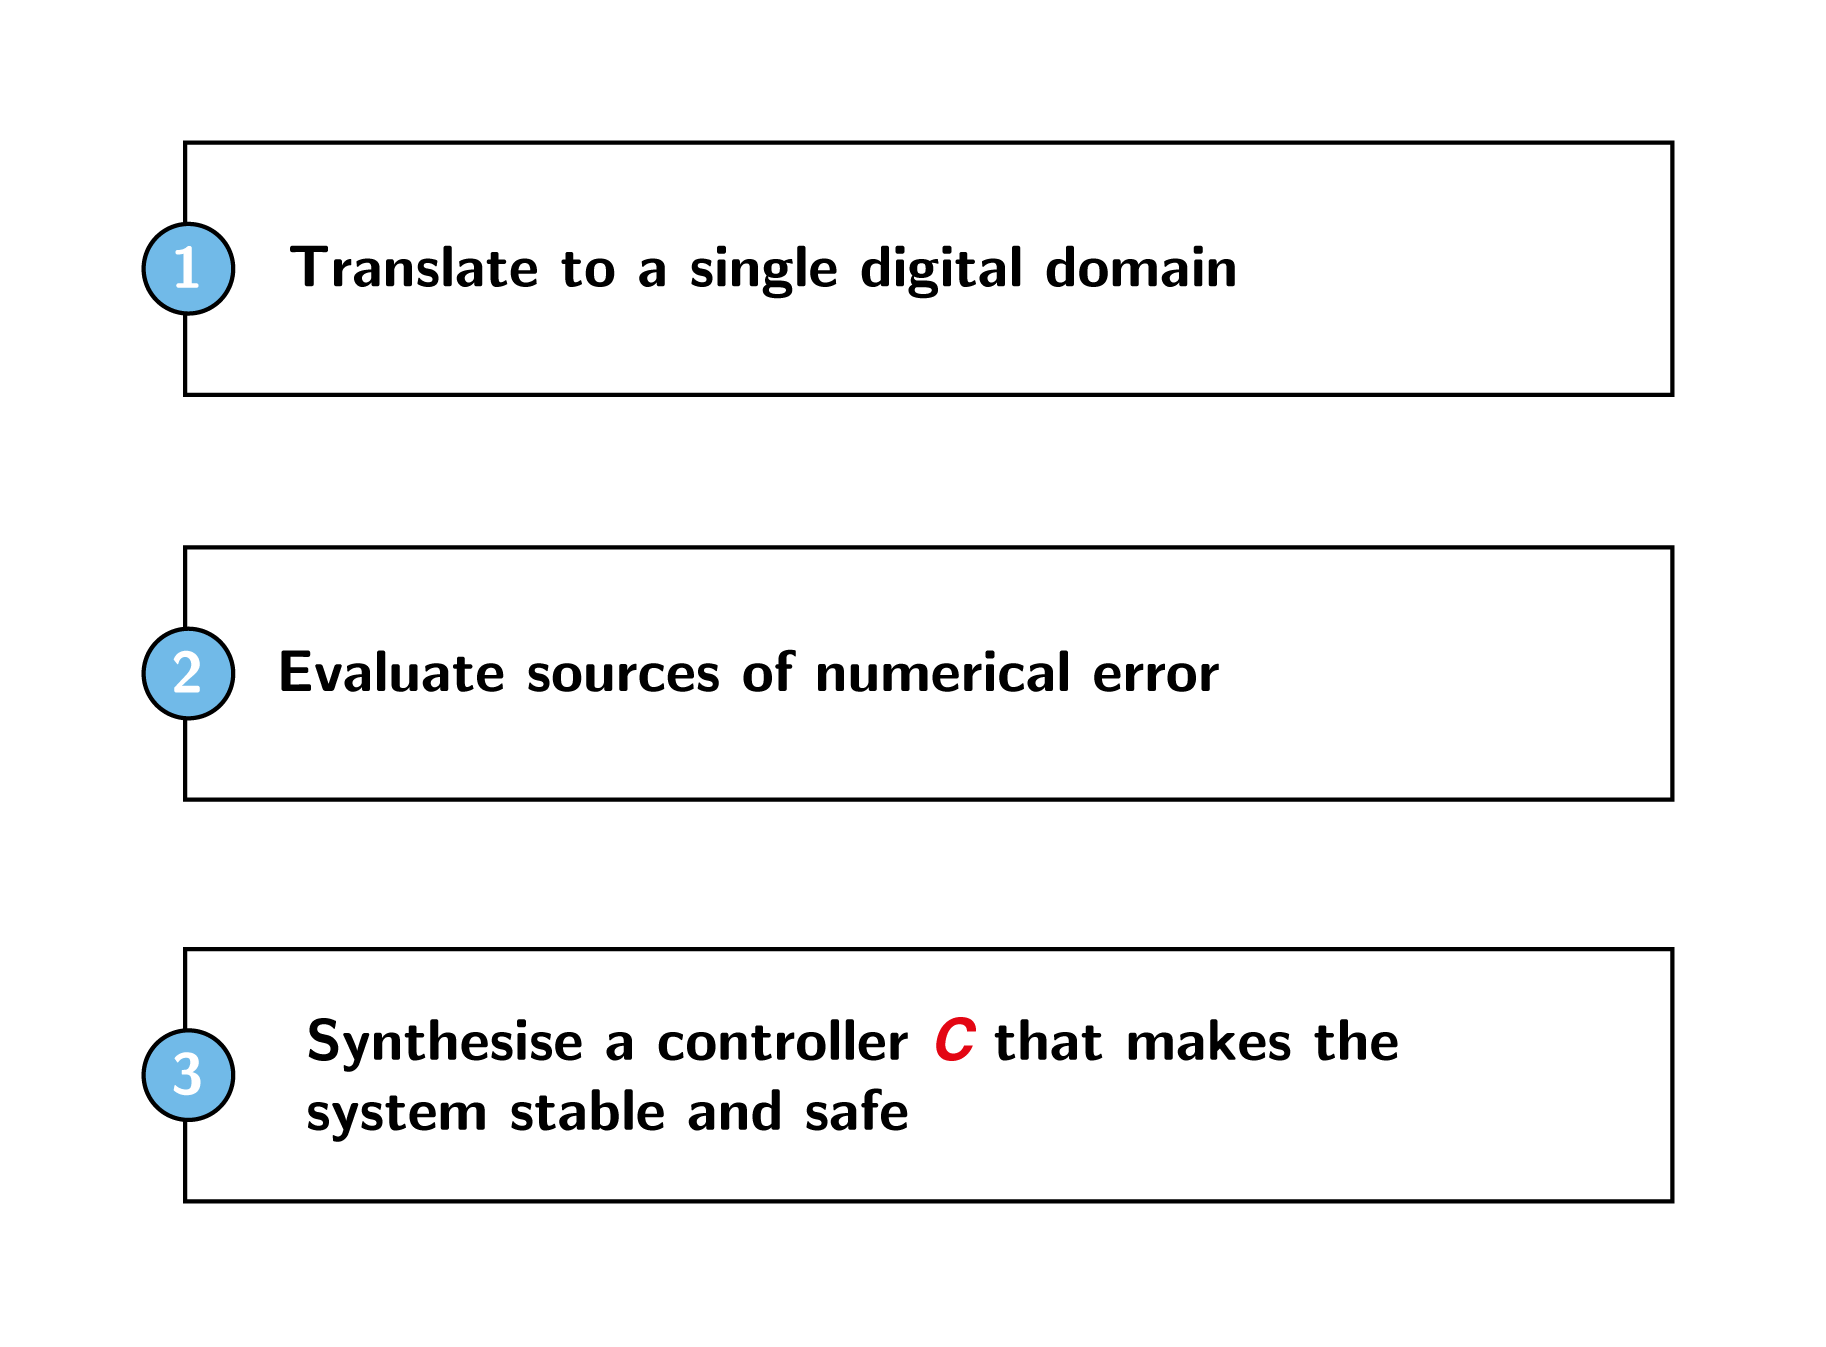 1 Translate to a single digital domain
2 Evaluate sources of numerical error
3 Synthesise a controller C that makes the
system stable and safe